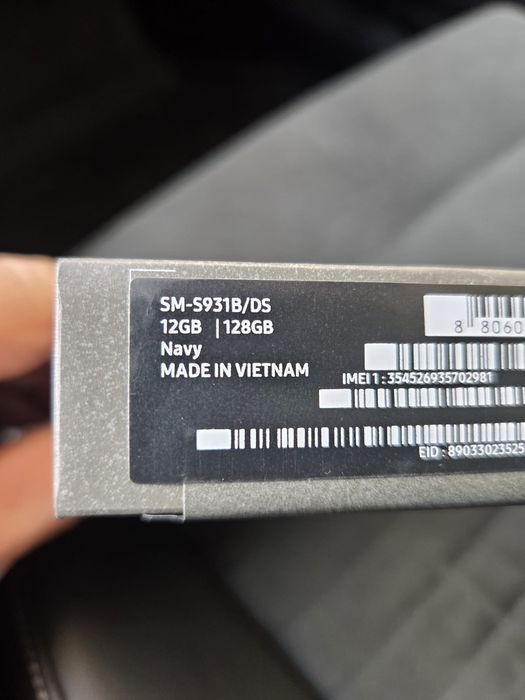 SM-S931B/DS
12GB | 128GB
Navy
MADE IN VIETNAM
8 8060
IMEI 1 : 354526935702981
EID : 89033023525